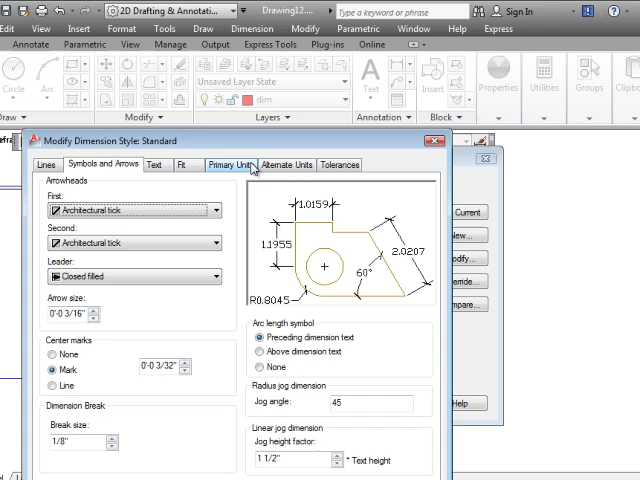 2D Drafting & Annotati...
Drawing12....
Type a keyword or phrase
Sign In
Edit View Insert Format Tools Draw Dimension Modify Parametric Window Help Express
Annotate Parametric View Manage Output Express Tools Plug-ins Online
Circle Arc
Unsaved Layer State
dim
Text
Insert
Properties
Utilities
Groups
Clipbo
Draw Modify Layers Annotation Block
Modify Dimension Style: Standard
Lines Symbols and Arrows Text Fit Primary Units Alternate Units Tolerances
Arrowheads
First:
Architectural tick
Second:
Architectural tick
Leader:
Closed filled
Arrow size:
0'-0 3/16"
Center marks
None
Mark
Line
0'-0 3/32"
Dimension Break
Break size:
1/8"
1.0159
1.1955
2.0207
60°
R0.8045
Arc length symbol
Preceding dimension text
Above dimension text
None
Radius jog dimension
Jog angle: 45
Linear jog dimension
Jog height factor:
1 1/2" * Text height
Current
New...
Modify...
erride...
mpare...
Help